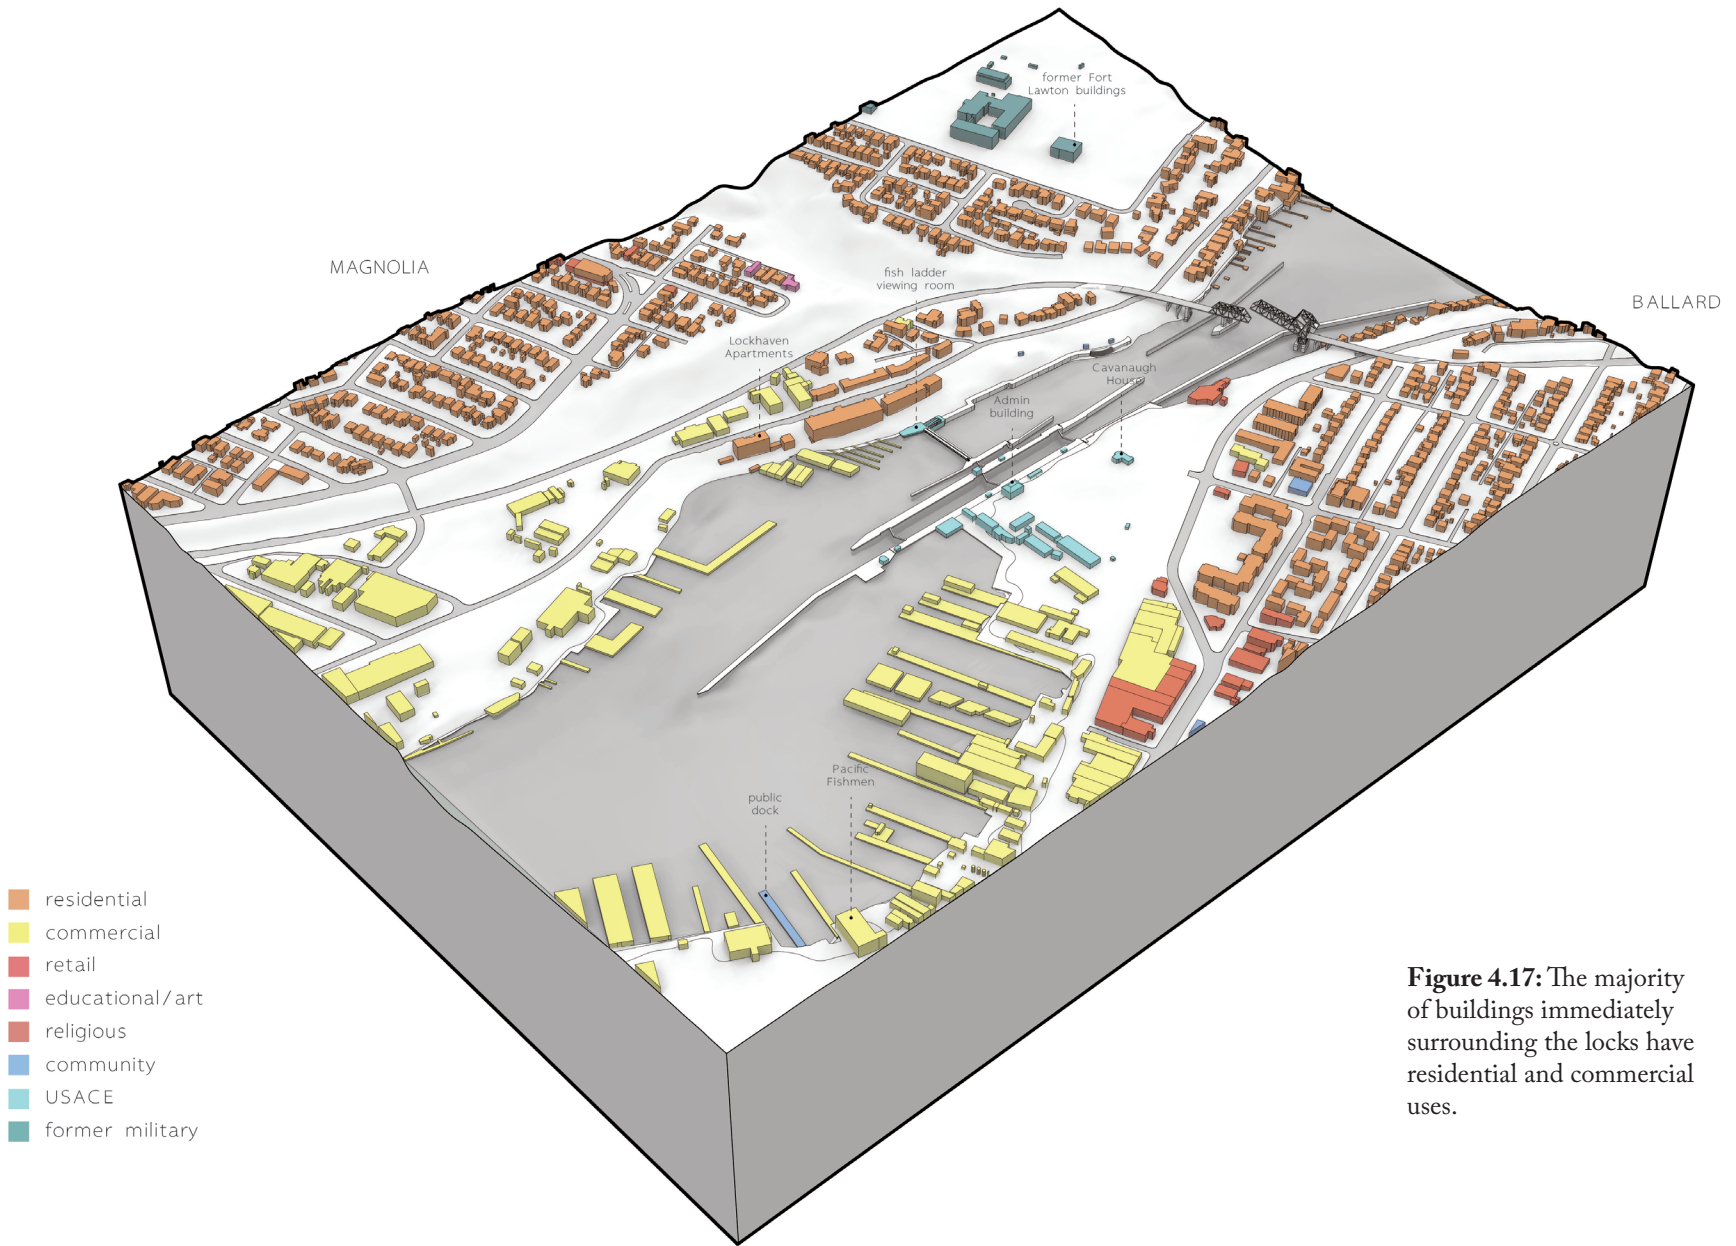 former Fort
Lawton buildings
MAGNOLIA
fish ladder
viewing room
BALLARD
Lockhaven
Apartments
Cavanaugh
House
Admin
building
Pacific
Fishmen
public
dock
residential
commercial
retail
educational/art
religious
community
USACE
former military
Figure 4.17: The majority
of buildings immediately
surrounding the locks have
residential and commercial
uses.